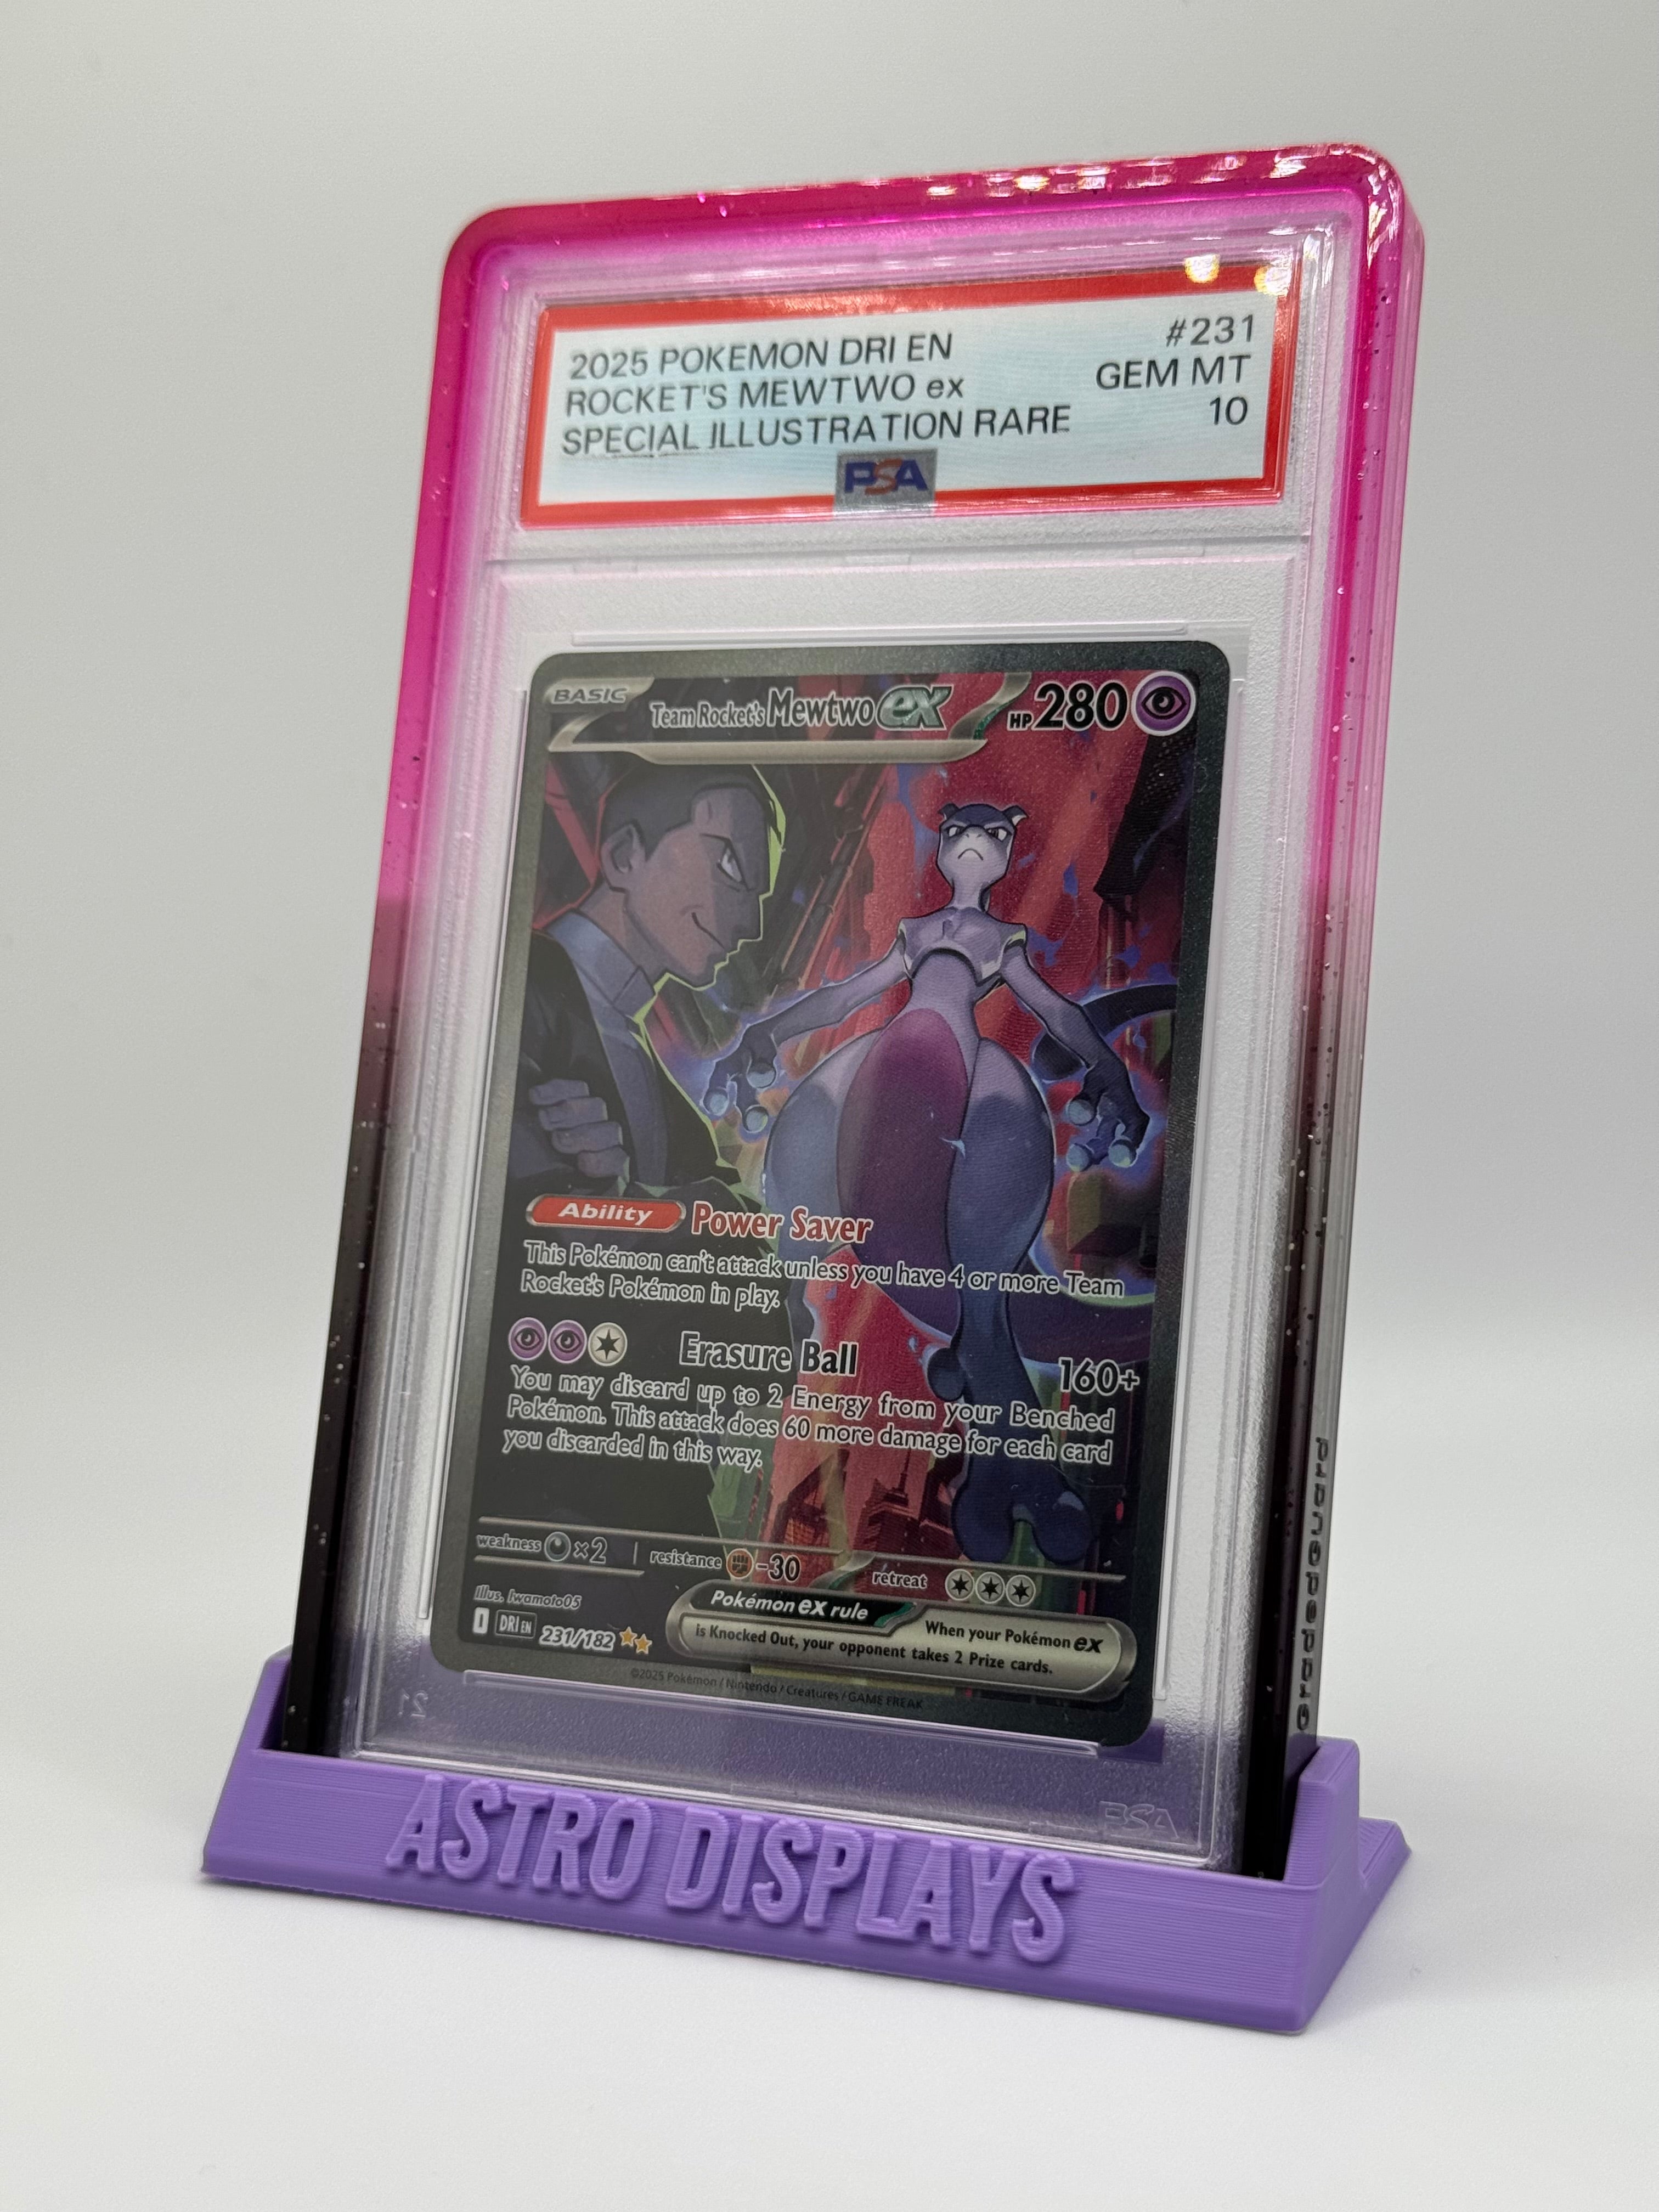 2025 POKEMON DRI EN #231
ROCKET'S MEWTWO ex GEM MT
SPECIAL ILLUSTRATION RARE 10
PSA
BASIC Team Rocket's Mewtwo ex HP 280
Ability Power Saver
This Pokémon can't attack unless you have 4 or more Team
Rocket's Pokémon in play.
Erasure Ball 160+
You may discard up to 2 Energy from your Benched
Pokémon. This attack does 60 more damage for each card
you discarded in this way.
weakness ×2 resistance -30 retreat
Illus. Iwamoto05
Pokémon ex rule
When your Pokémon ex
is Knocked Out, your opponent takes 2 Prize cards.
I DRI EN 231/182
©2025 Pokémon / Nintendo / Creatures / GAME FREAK
21
PSA
gradedguard
ASTRO DISPLAYS